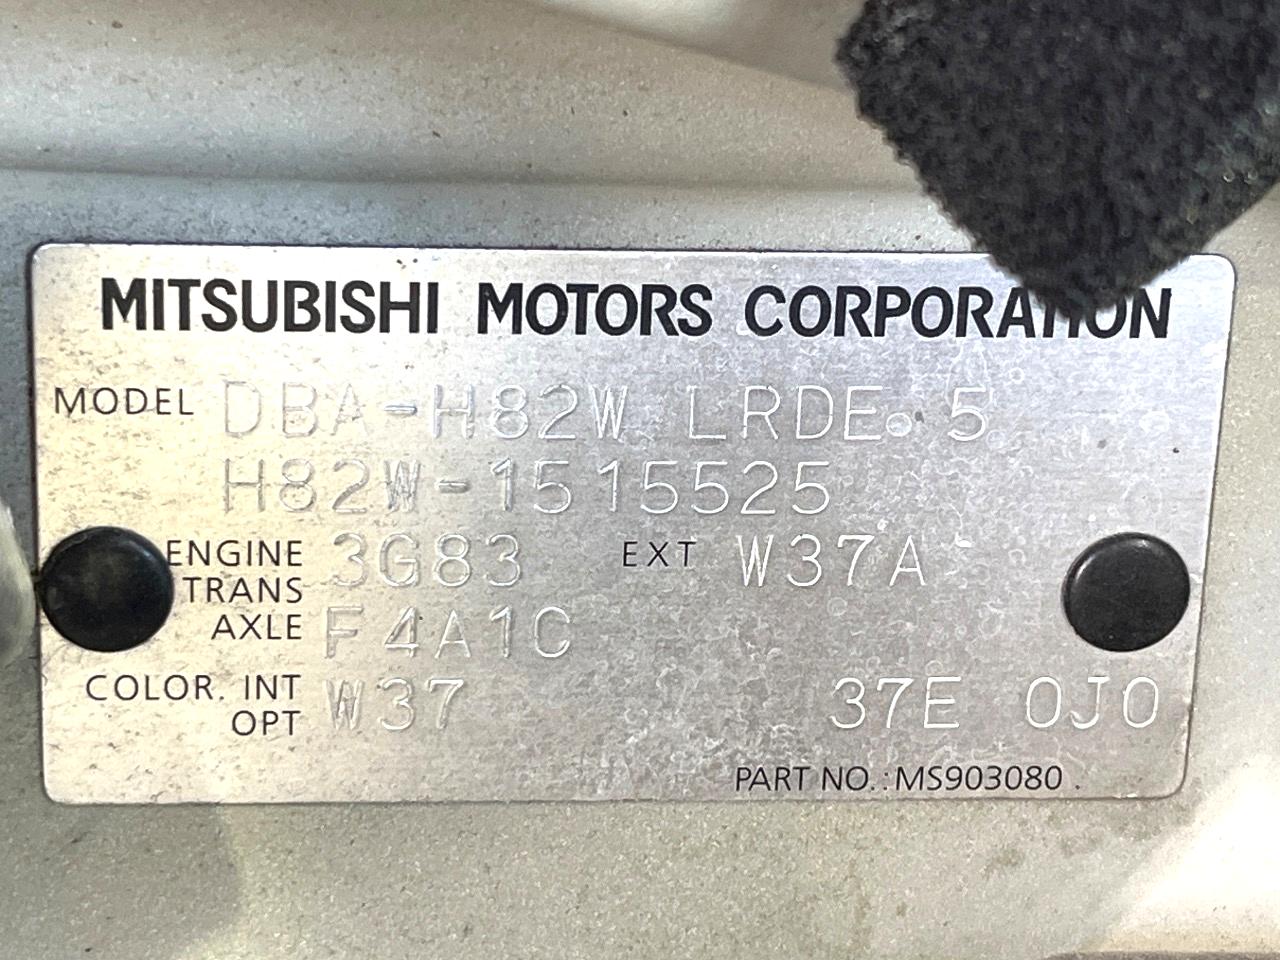 MITSUBISHI MOTORS CORPORATION
MODEL DBA-H82W LRDE.5
H82W-1515525
ENGINE 3G83 EXT W37A
TRANS
AXLE F4A1C
COLOR. INT W37 37E 0J0
OPT
PART NO.:MS903080.